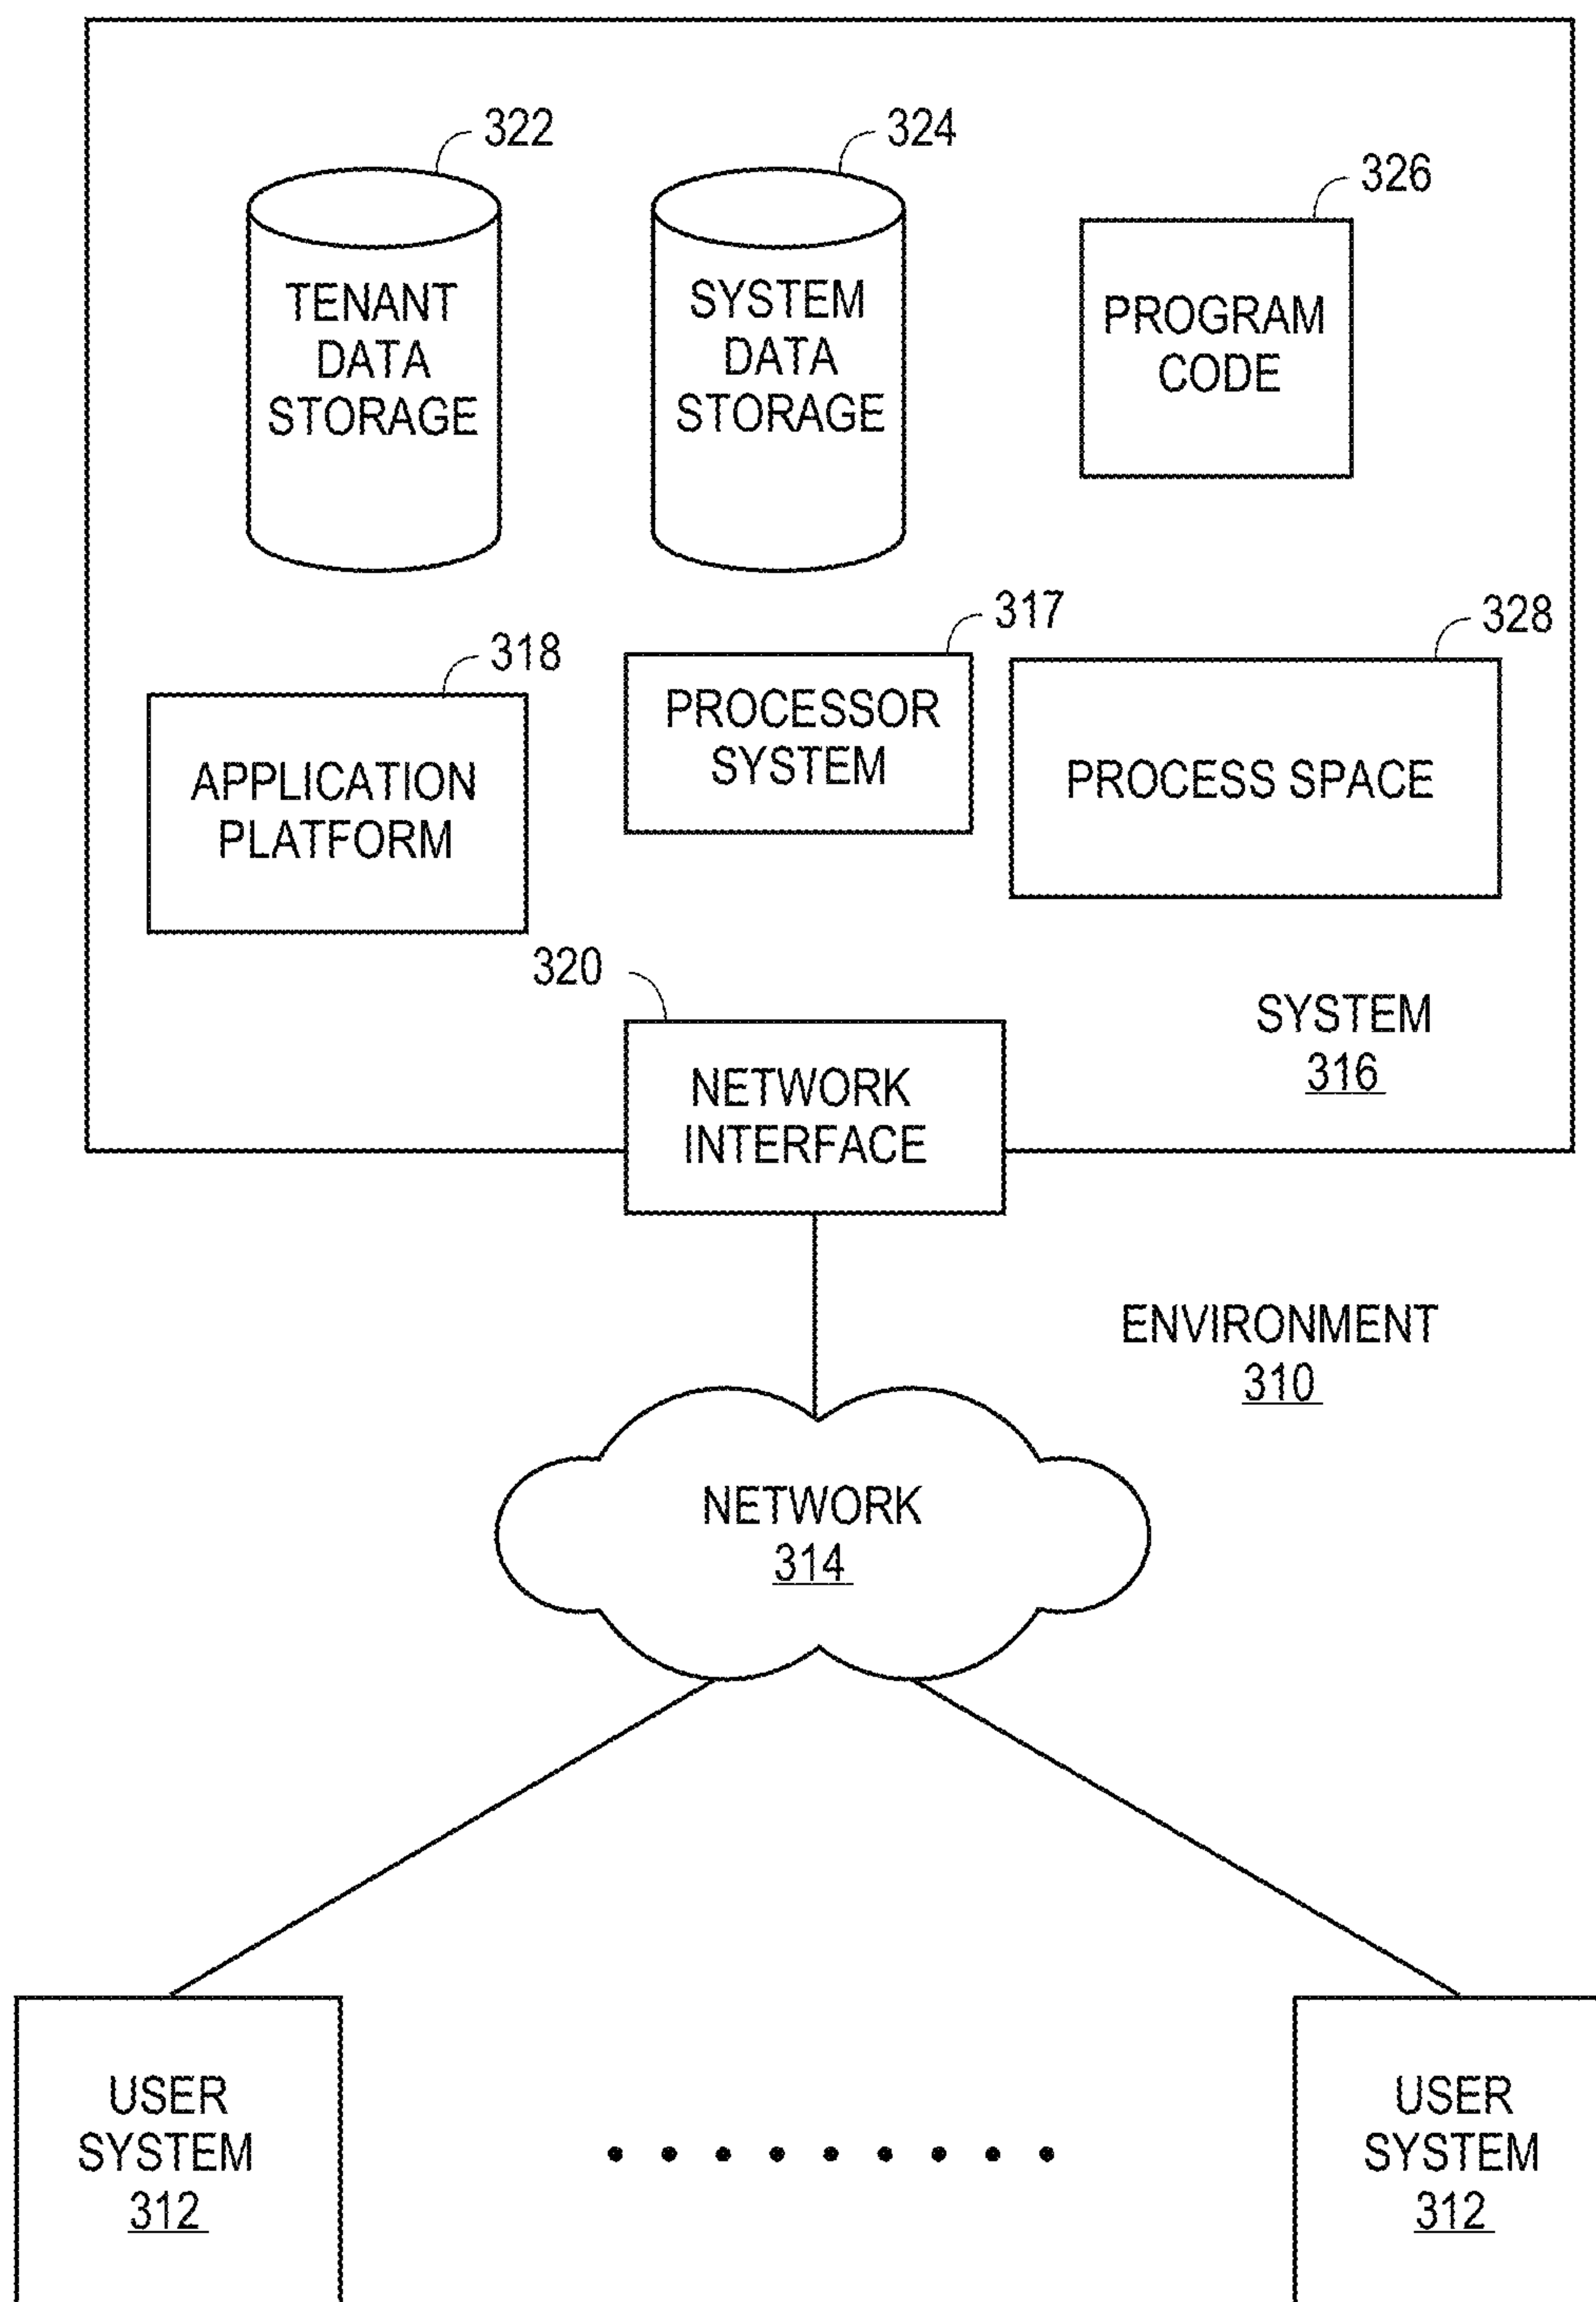 322
324
326
TENANT
DATA
STORAGE
SYSTEM
DATA
STORAGE
PROGRAM
CODE
318
317
328
APPLICATION
PLATFORM
PROCESSOR
SYSTEM
PROCESS SPACE
320
NETWORK
INTERFACE
SYSTEM
316
ENVIRONMENT
310
NETWORK
314
USER
SYSTEM
312
USER
SYSTEM
312